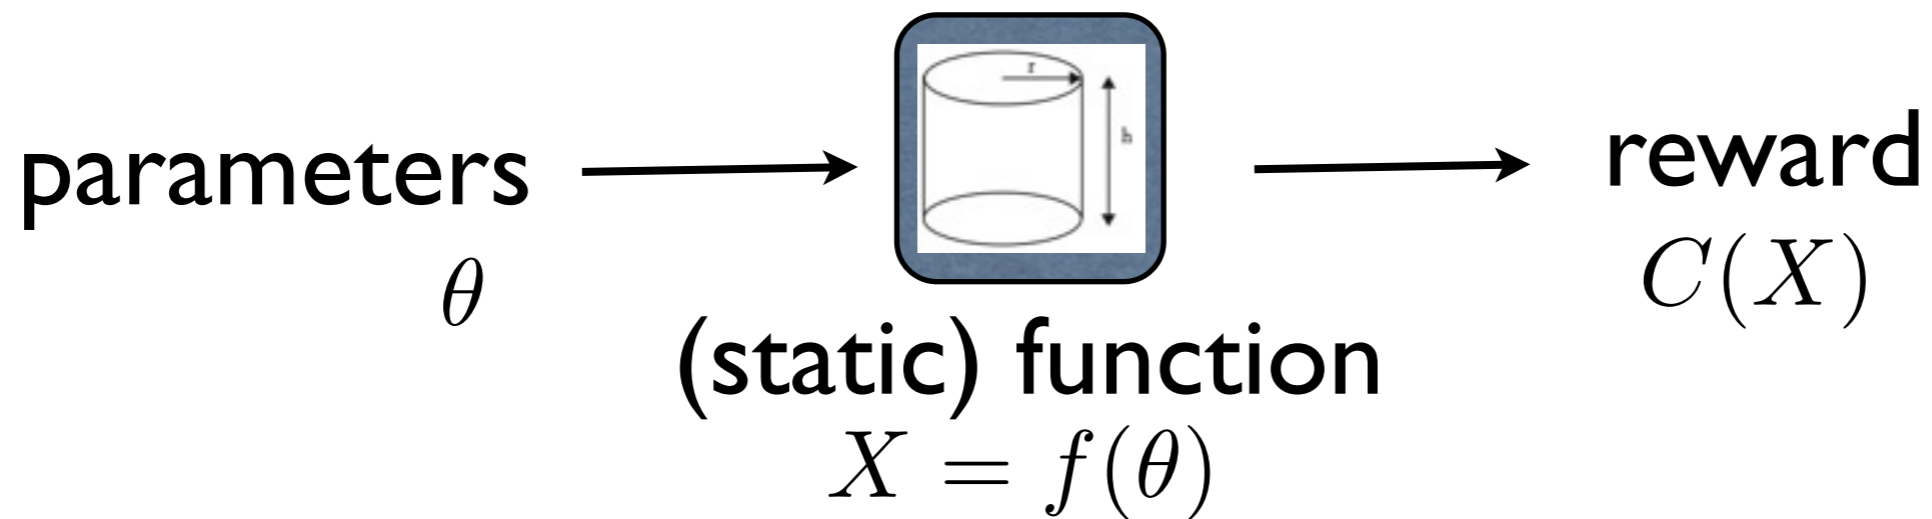 parameters
θ
r
(static) function
X = f(θ)
reward
C(X)